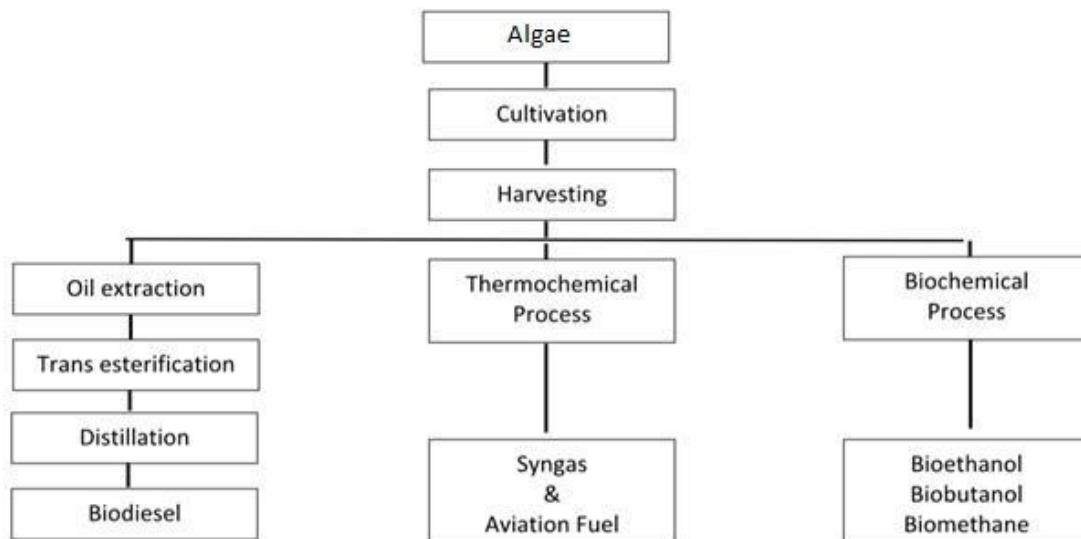 Algae
Cultivation
Harvesting
Oil extraction
Trans esterification
Distillation
Biodiesel
Thermochemical
Process
Syngas
&
Aviation Fuel
Biochemical
Process
Bioethanol
Biobutanol
Biomethane